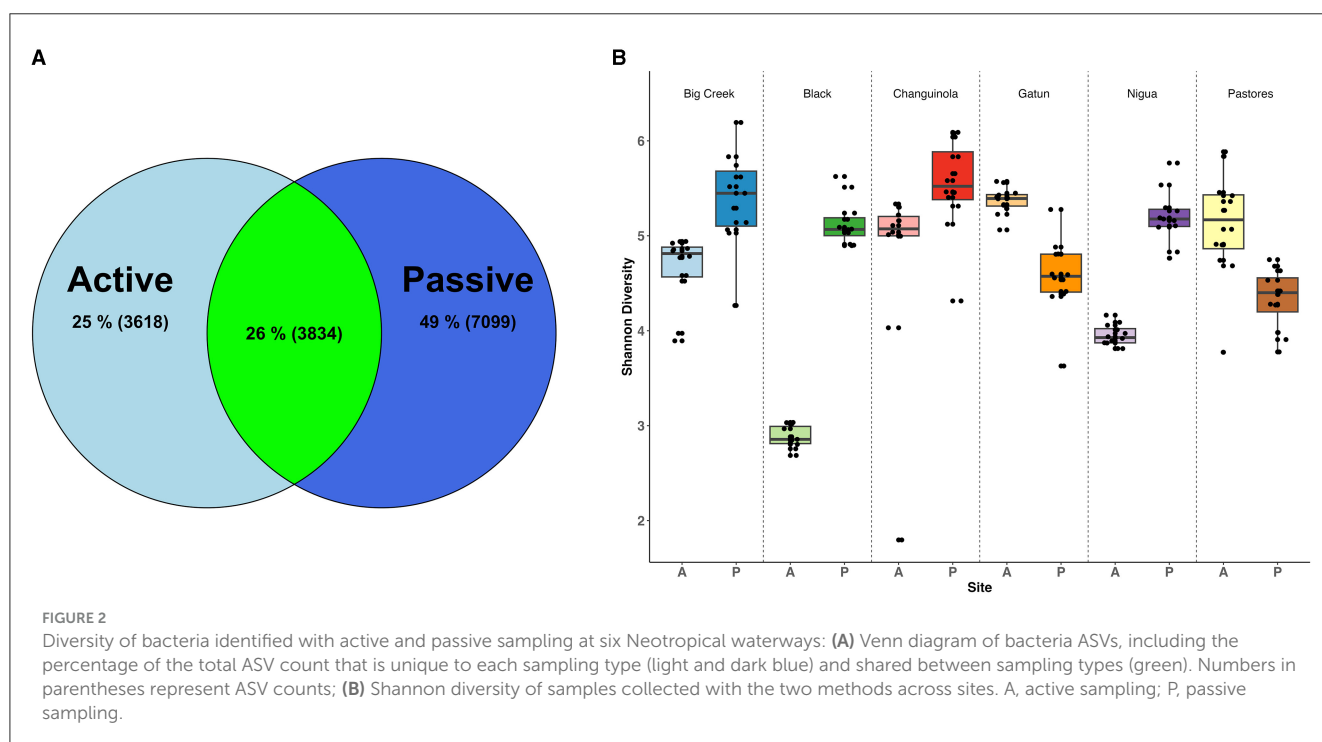 A
Active
25 % (3618)
26 % (3834)
Passive
49 % (7099)
B
Big Creek Black Changuinola Gatun Nigua Pastores
Shannon Diversity
6
5
4
3
2
A P A P A P A P A P A P
Site
FIGURE 2
Diversity of bacteria identified with active and passive sampling at six Neotropical waterways: (A) Venn diagram of bacteria ASVs, including the
percentage of the total ASV count that is unique to each sampling type (light and dark blue) and shared between sampling types (green). Numbers in
parentheses represent ASV counts; (B) Shannon diversity of samples collected with the two methods across sites. A, active sampling; P, passive
sampling.